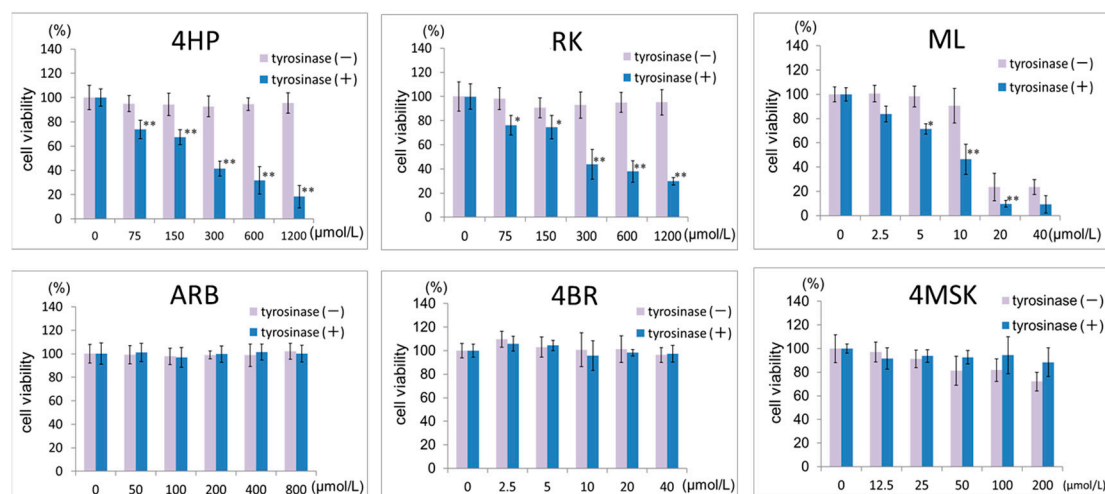 (%)
4HP
140
120
100
80
60
40
20
0
cell viability
tyrosinase (－)
tyrosinase (＋)
** ** ** ** **
0 75 150 300 600 1200 (μmol/L)
(%)
RK
140
120
100
80
60
40
20
0
cell viability
tyrosinase (－)
tyrosinase (＋)
* * ** ** **
0 75 150 300 600 1200 (μmol/L)
(%)
ML
140
120
100
80
60
40
20
0
cell viability
tyrosinase (－)
tyrosinase (＋)
* ** **
0 2.5 5 10 20 40 (μmol/L)
(%)
ARB
140
120
100
80
60
40
20
0
cell viability
tyrosinase (－)
tyrosinase (＋)
0 50 100 200 400 800 (μmol/L)
(%)
4BR
140
120
100
80
60
40
20
0
cell viability
tyrosinase (－)
tyrosinase (＋)
0 2.5 5 10 20 40 (μmol/L)
(%)
4MSK
140
120
100
80
60
40
20
0
cell viability
tyrosinase (－)
tyrosinase (＋)
0 12.5 25 50 100 200 (μmol/L)